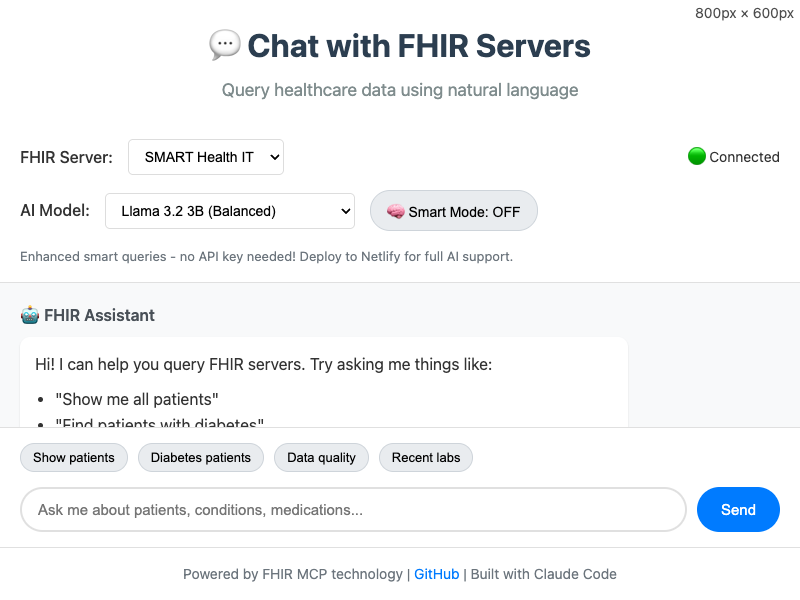 800px × 600px
💬 Chat with FHIR Servers
Query healthcare data using natural language
FHIR Server: SMART Health IT
Connected
AI Model: Llama 3.2 3B (Balanced)
🧠 Smart Mode: OFF
Enhanced smart queries - no API key needed! Deploy to Netlify for full AI support.
🤖 FHIR Assistant
Hi! I can help you query FHIR servers. Try asking me things like:
• "Show me all patients"
• "Find patients with diabetes"
Show patients
Diabetes patients
Data quality
Recent labs
Ask me about patients, conditions, medications...
Send
Powered by FHIR MCP technology | GitHub | Built with Claude Code